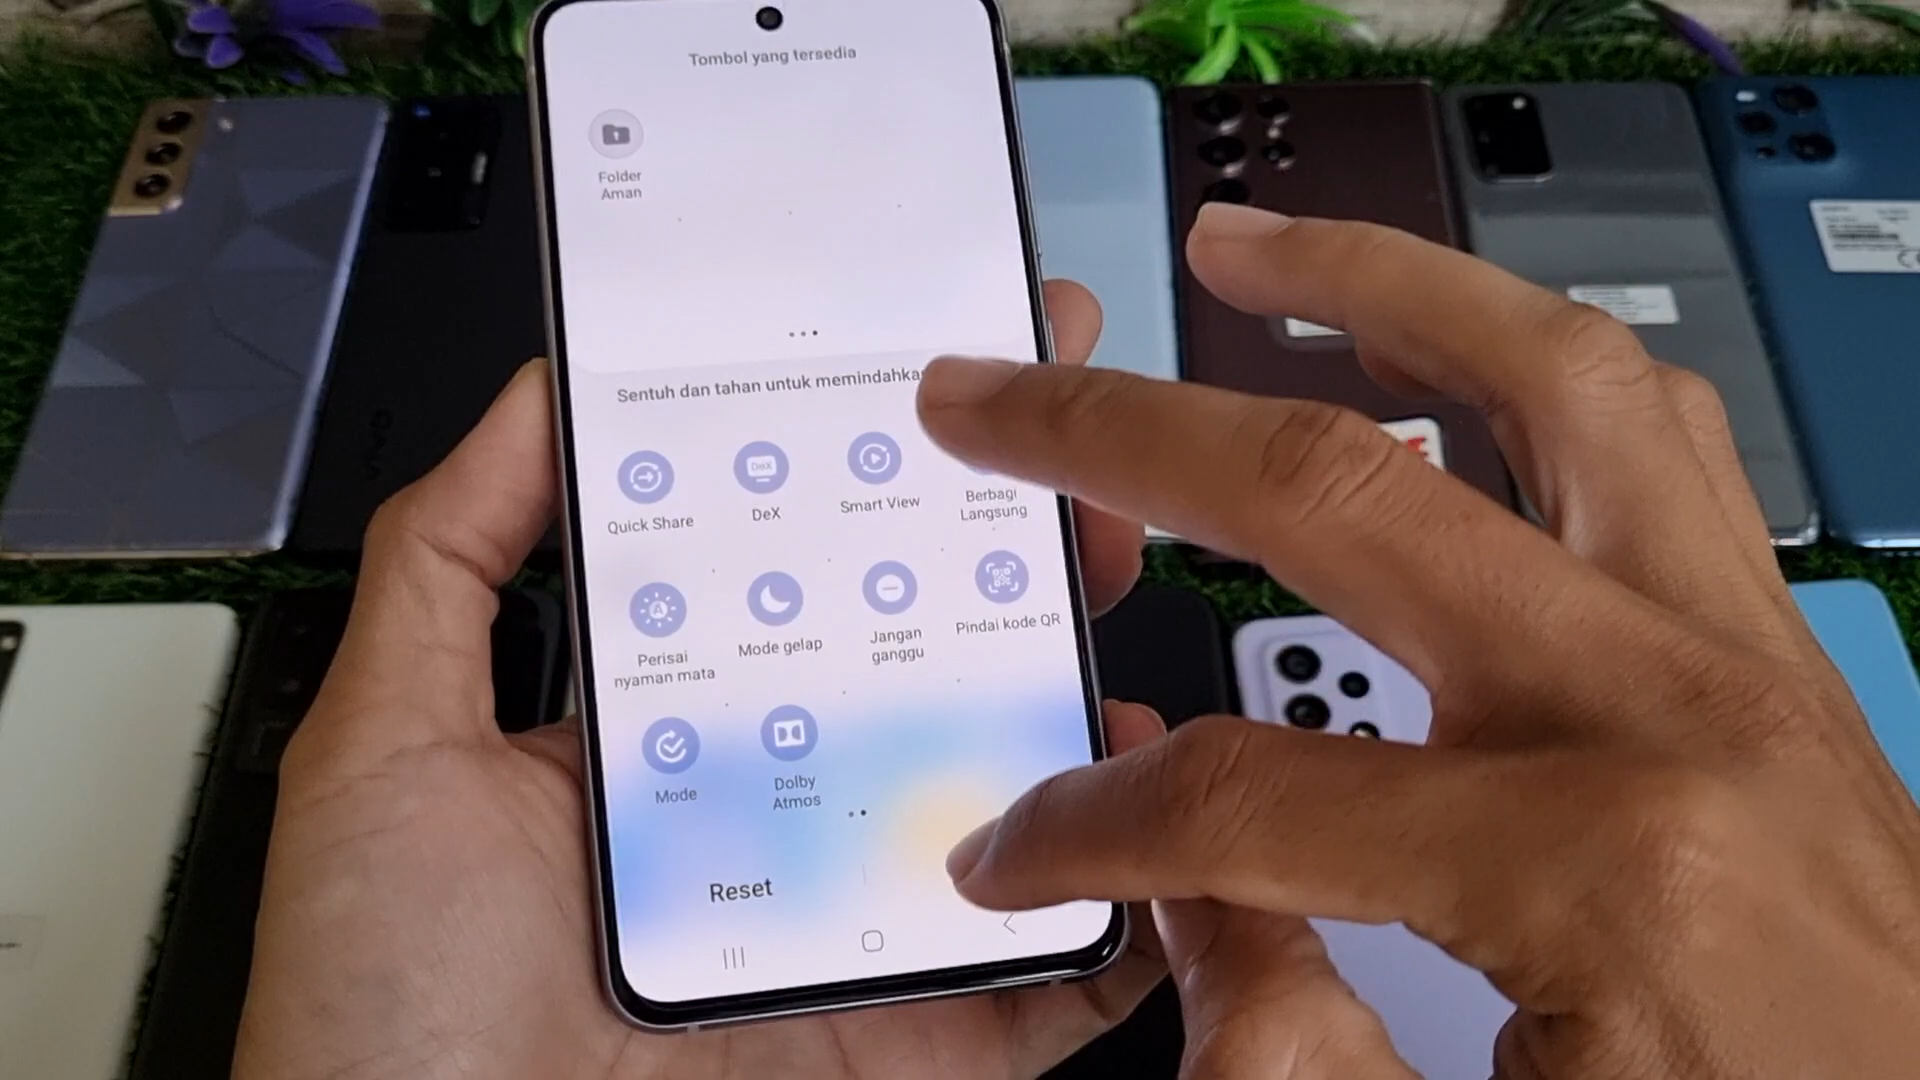 Tombol yang tersedia
Folder
Aman
Sentuh dan tahan untuk memindahkan
Quick Share
DeX
DeX
Smart View
Berbagi
Langsung
A
Perisai
nyaman mata
Mode gelap
Jangan
ganggu
Pindai kode QR
Mode
Dolby
Atmos
Reset